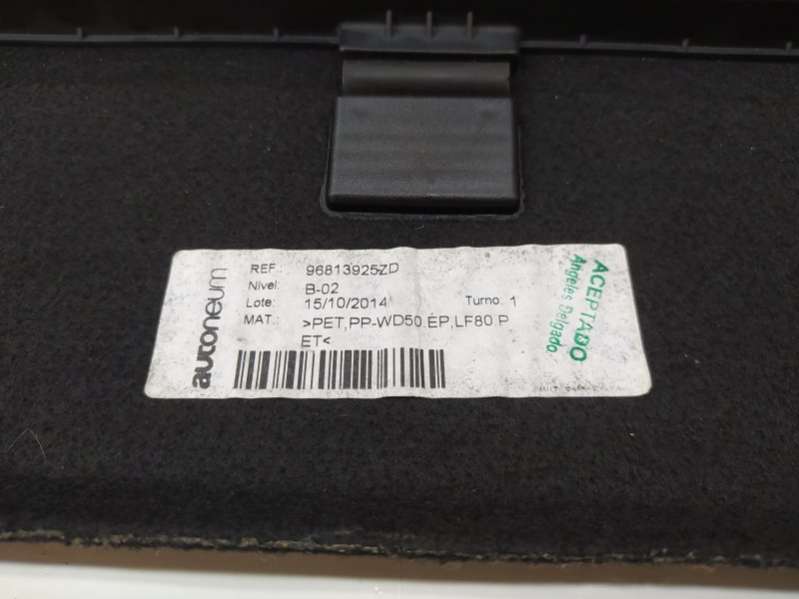 autoneum
REF.: 96813925ZD
Nivel: B-02
Lote: 15/10/2014 Turno: 1
MAT.: >PET,PP-WD50,EP,LF80 P
ET<
ACEPTADO
Angeles Delgado